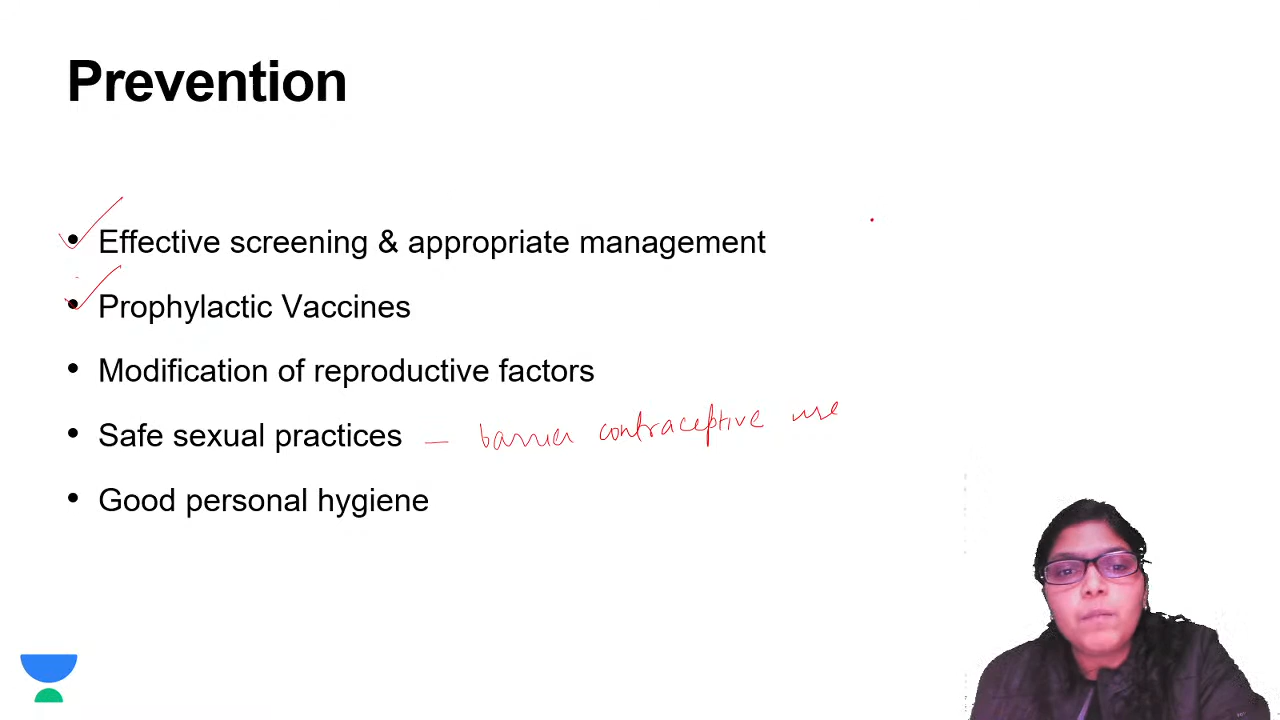 Prevention
• Effective screening & appropriate management
• Prophylactic Vaccines
• Modification of reproductive factors
• Safe sexual practices — barrier contraceptive use
• Good personal hygiene